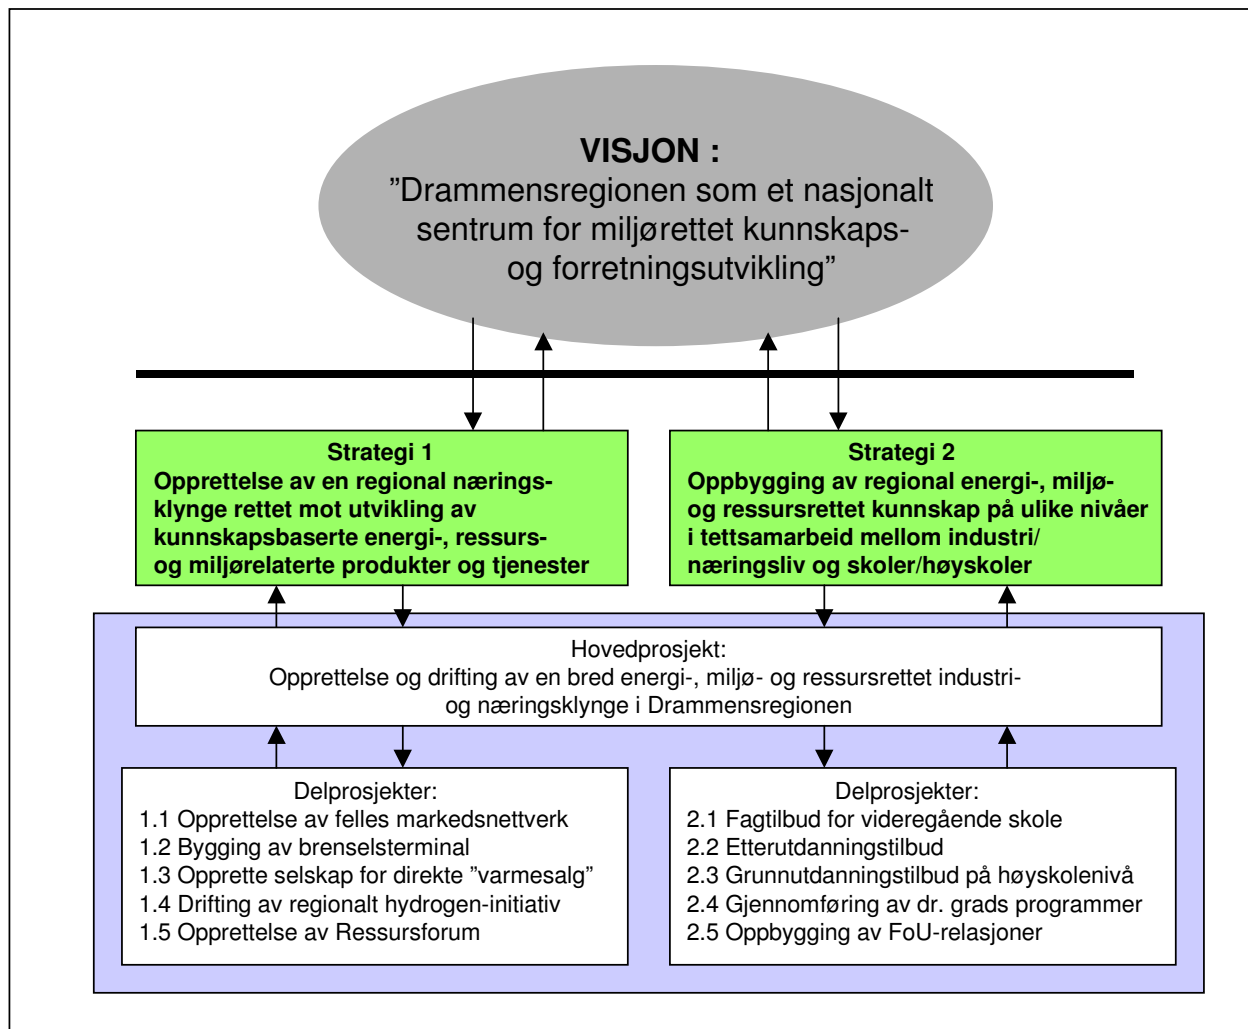 VISJON :
”Drammensregionen som et nasjonalt
sentrum for miljørettet kunnskaps-
og forretningsutvikling”
Strategi 1
Opprettelse av en regional nærings-
klynge rettet mot utvikling av
kunnskapsbaserte energi-, ressurs-
og miljørelaterte produkter og tjenester
Strategi 2
Oppbygging av regional energi-, miljø-
og ressursrettet kunnskap på ulike nivåer
i tettsamarbeid mellom industri/
næringsliv og skoler/høyskoler
Hovedprosjekt:
Opprettelse og drifting av en bred energi-, miljø- og ressursrettet industri-
og næringsklynge i Drammensregionen
Delprosjekter:
1.1 Opprettelse av felles markedsnettverk
1.2 Bygging av brenselsterminal
1.3 Opprette selskap for direkte ”varmesalg”
1.4 Drifting av regionalt hydrogen-initiativ
1.5 Opprettelse av Ressursforum
Delprosjekter:
2.1 Fagtilbud for videregående skole
2.2 Etterutdanningstilbud
2.3 Grunnutdanningstilbud på høyskolenivå
2.4 Gjennomføring av dr. grads programmer
2.5 Oppbygging av FoU-relasjoner